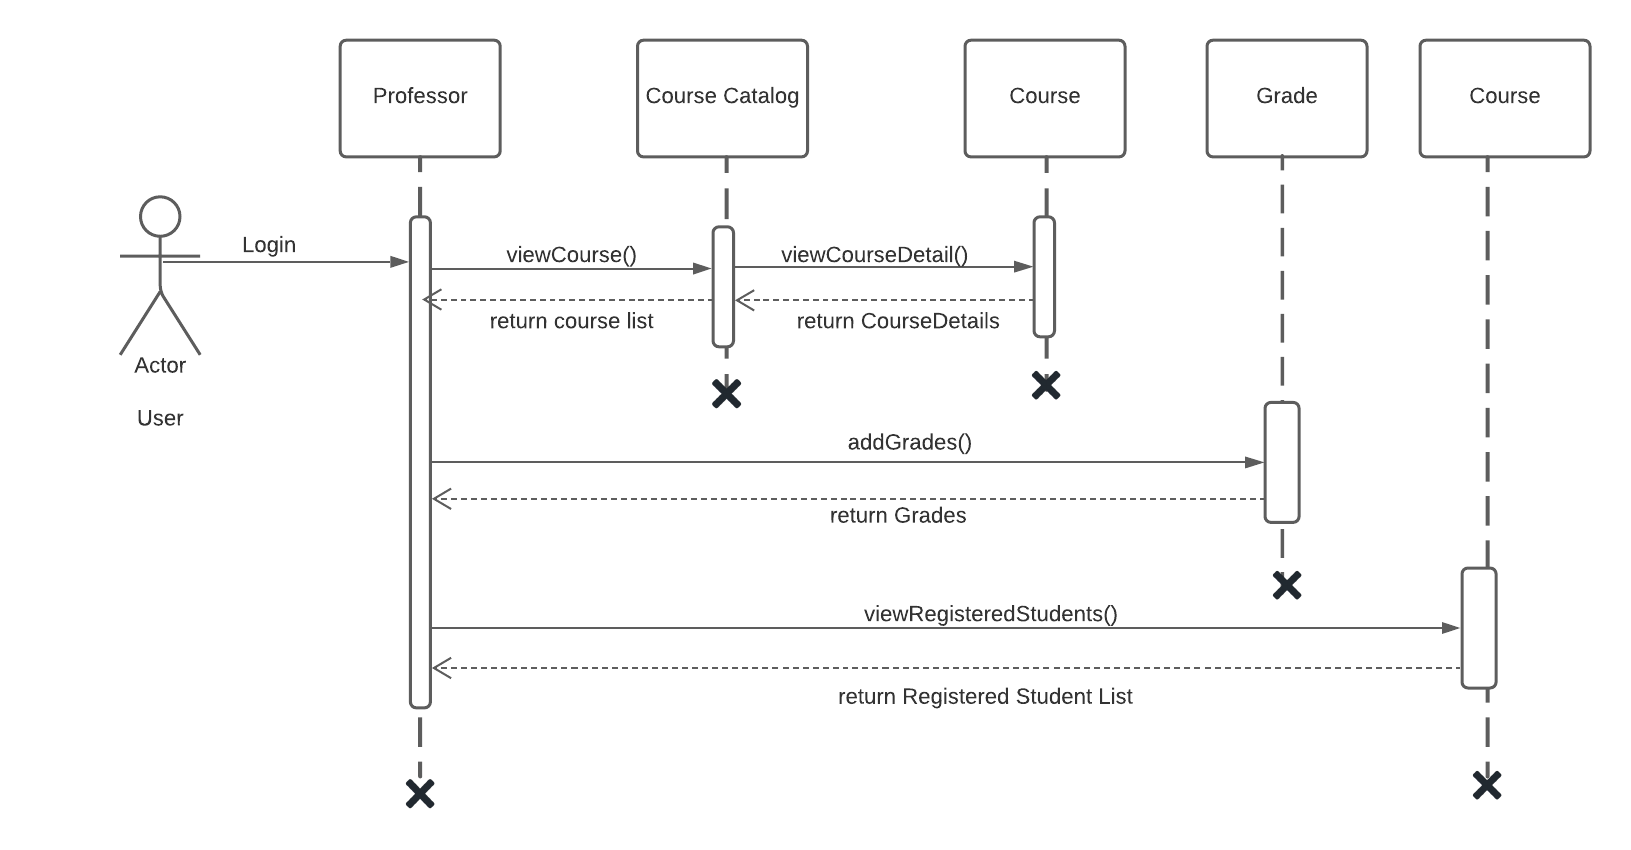 Professor
Course Catalog
Course
Grade
Course
Login
viewCourse()
viewCourseDetail()
return course list
return CourseDetails
Actor
User
addGrades()
return Grades
viewRegisteredStudents()
return Registered Student List